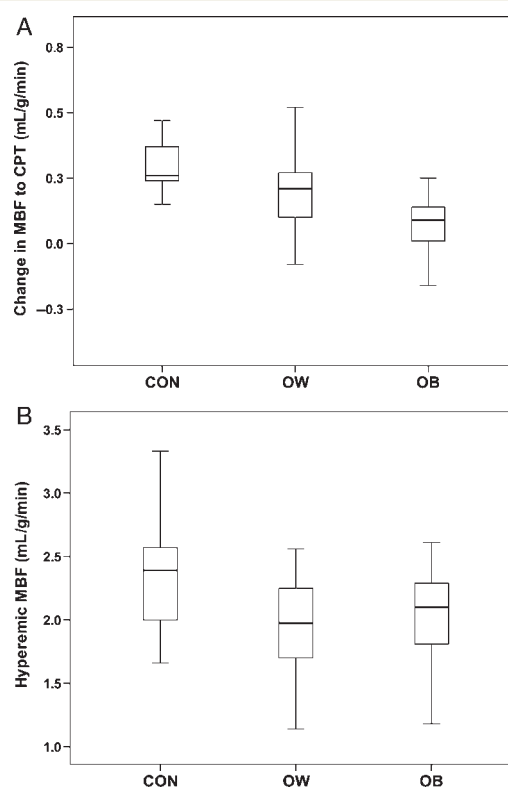 A
Change in MBF to CPT (mL/g/min)
0.8
0.5
0.3
0.0
–0.3
CON OW OB
B
Hyperemic MBF (mL/g/min)
3.5
3.0
2.5
2.0
1.5
1.0
CON OW OB